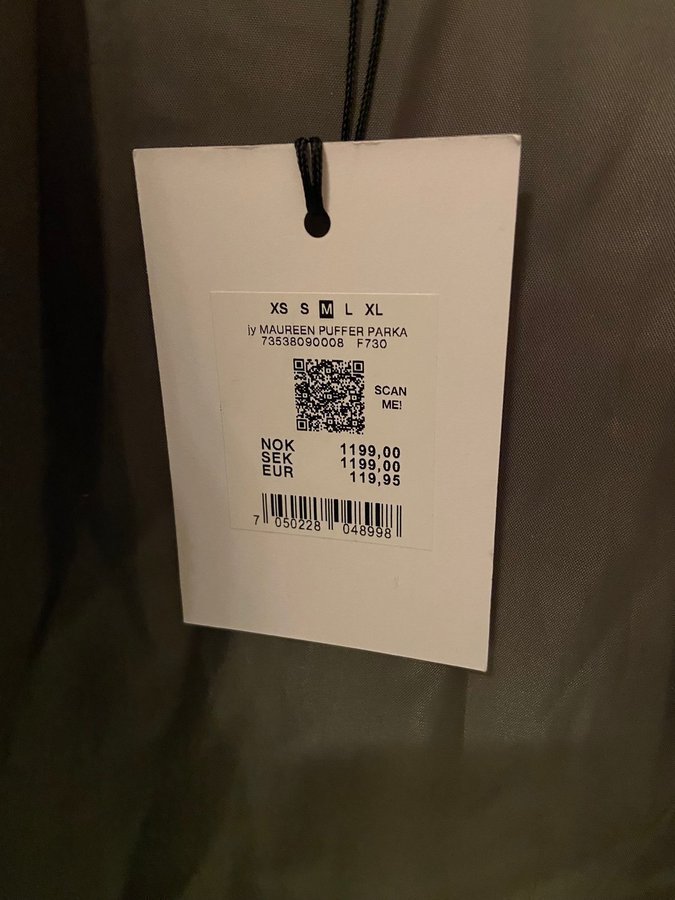 XS S M L XL
jy MAUREEN PUFFER PARKA
73538090008 F730
SCAN
ME!
NOK 1199,00
SEK 1199,00
EUR 119,95
7 050228 048998